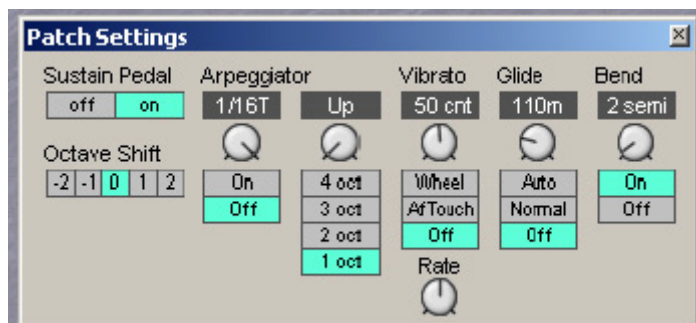 Patch Settings
Sustain Pedal
off on
Octave Shift
-2 -1 0 1 2
Arpeggiator
1/16T Up
On
Off
4 oct
3 oct
2 oct
1 oct
Vibrato
50 cnt
Wheel
AfTouch
Off
Rate
Glide
110m
Auto
Normal
Off
Bend
2 semi
On
Off